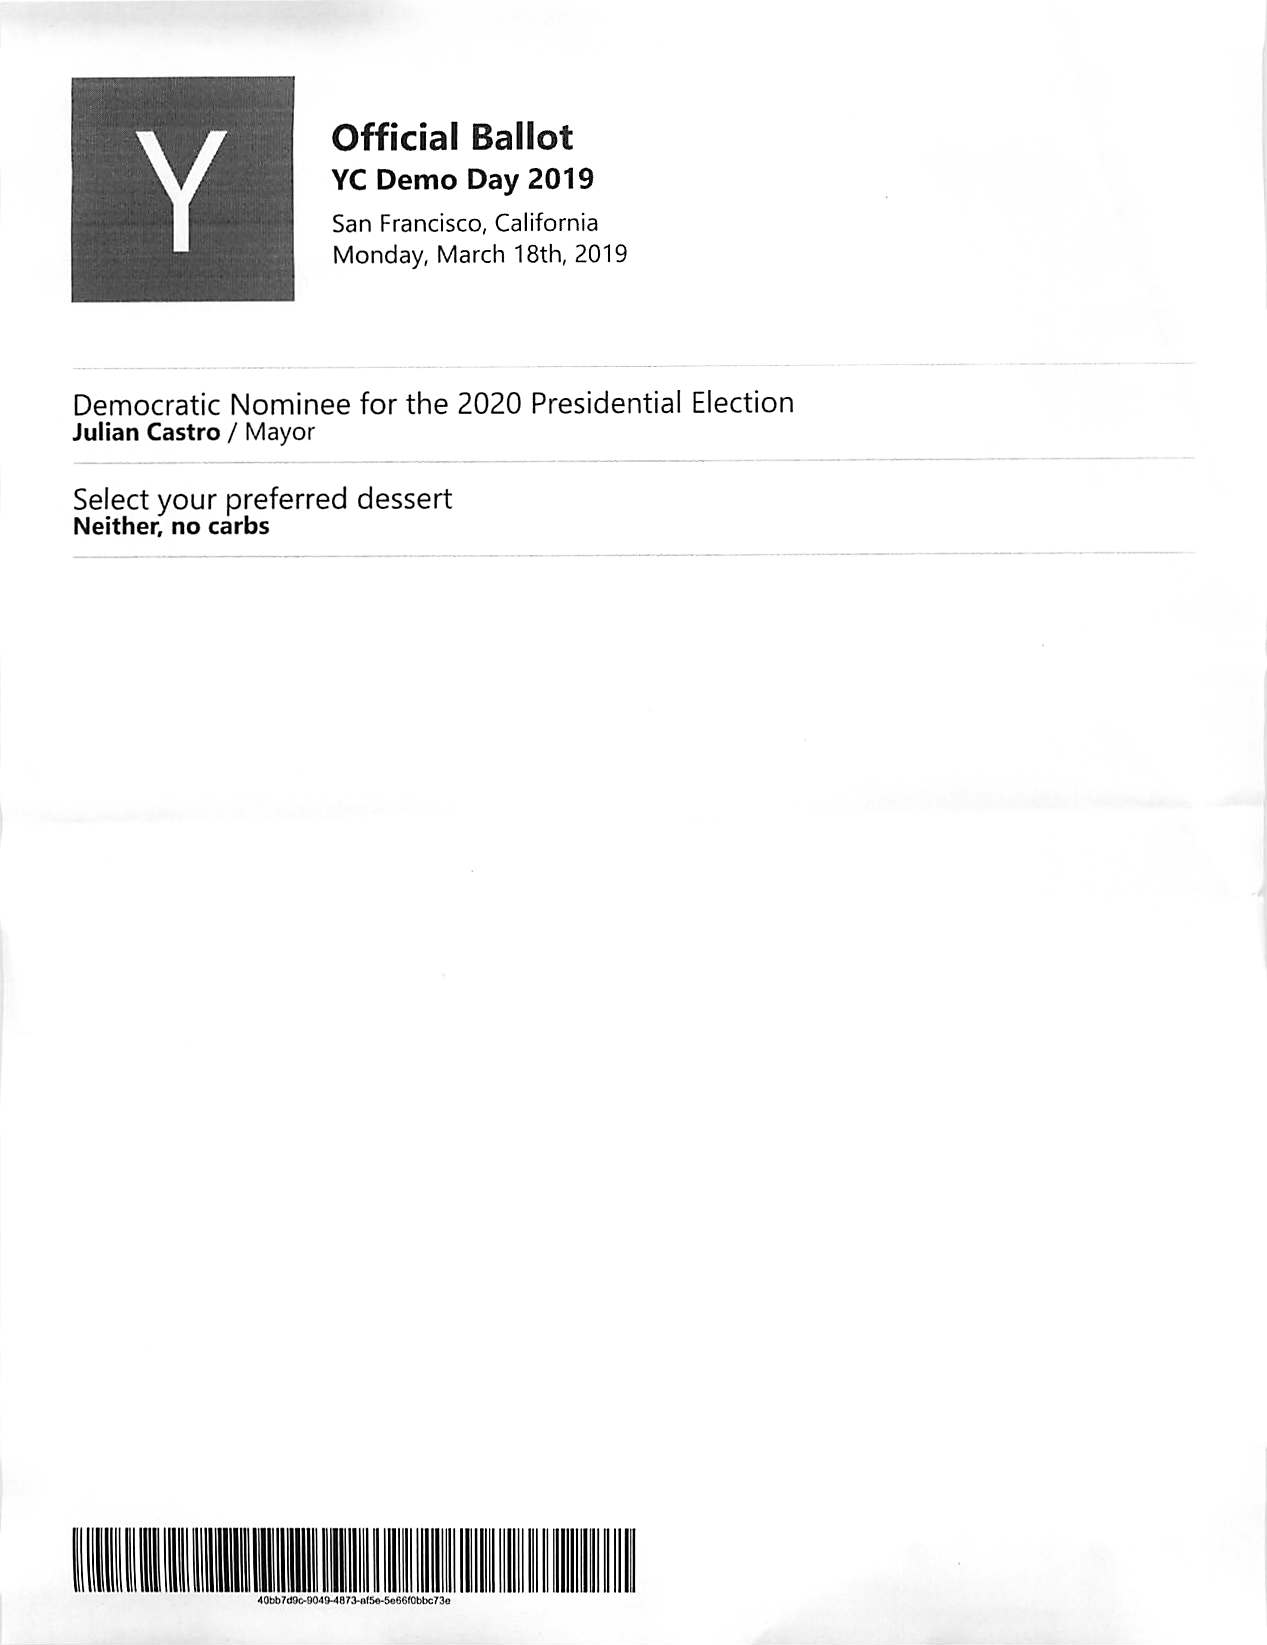 Y
Official Ballot
YC Demo Day 2019
San Francisco, California
Monday, March 18th, 2019
Democratic Nominee for the 2020 Presidential Election
Julian Castro / Mayor
Select your preferred dessert
Neither, no carbs
40bb7d9c-9049-4873-af5e-5e66f0bbc73e